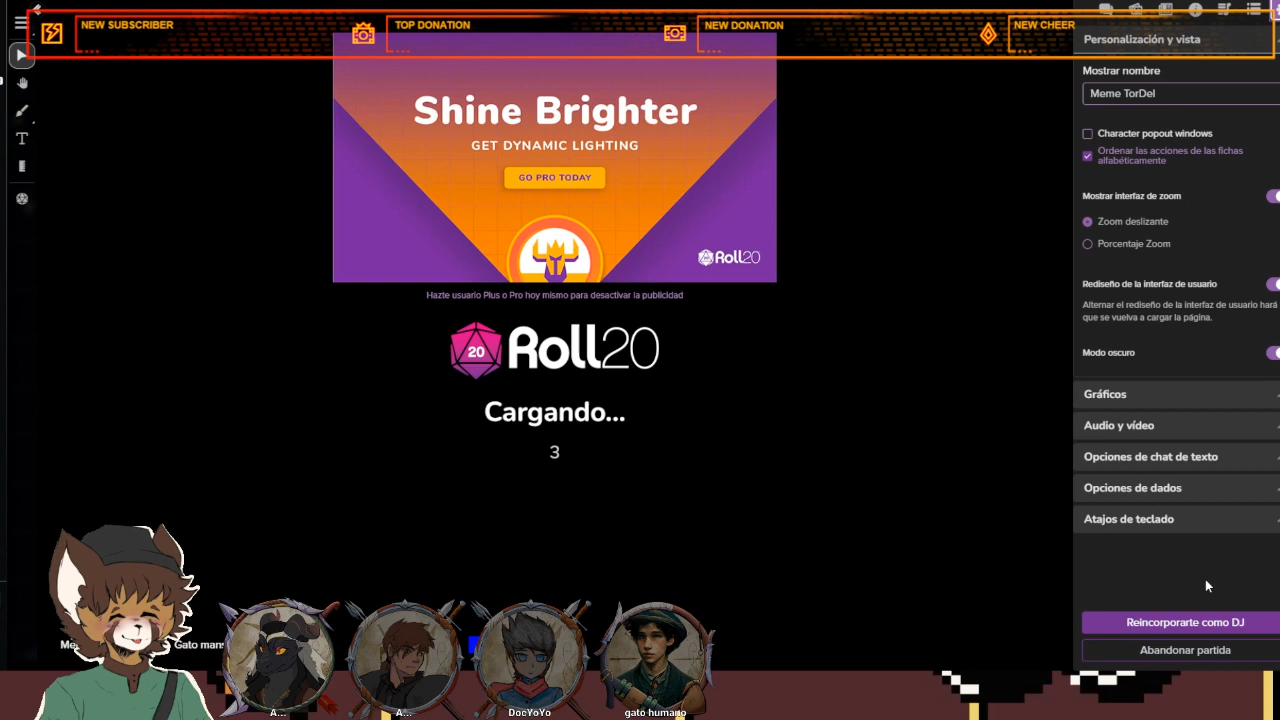 NEW SUBSCRIBER
TOP DONATION
NEW DONATION
NEW CHEER
Personalización y vista
Mostrar nombre
Meme TorDel
Character popout windows
Ordenar las acciones de las fichas
alfabéticamente
Mostrar interfaz de zoom
Zoom deslizante
Porcentaje Zoom
Rediseño de la interfaz de usuario
Alternar el rediseño de la interfaz de usuario hará
que se vuelva a cargar la página.
Modo oscuro
Gráficos
Audio y vídeo
Opciones de chat de texto
Opciones de dados
Atajos de teclado
Reincorporarte como DJ
Abandonar partida
Shine Brighter
GET DYNAMIC LIGHTING
GO PRO TODAY
Roll20
Hazte usuario Plus o Pro hoy mismo para desactivar la publicidad
20 Roll20
Cargando...
3
Gato
A...
A...
DocYoYo
gato humano